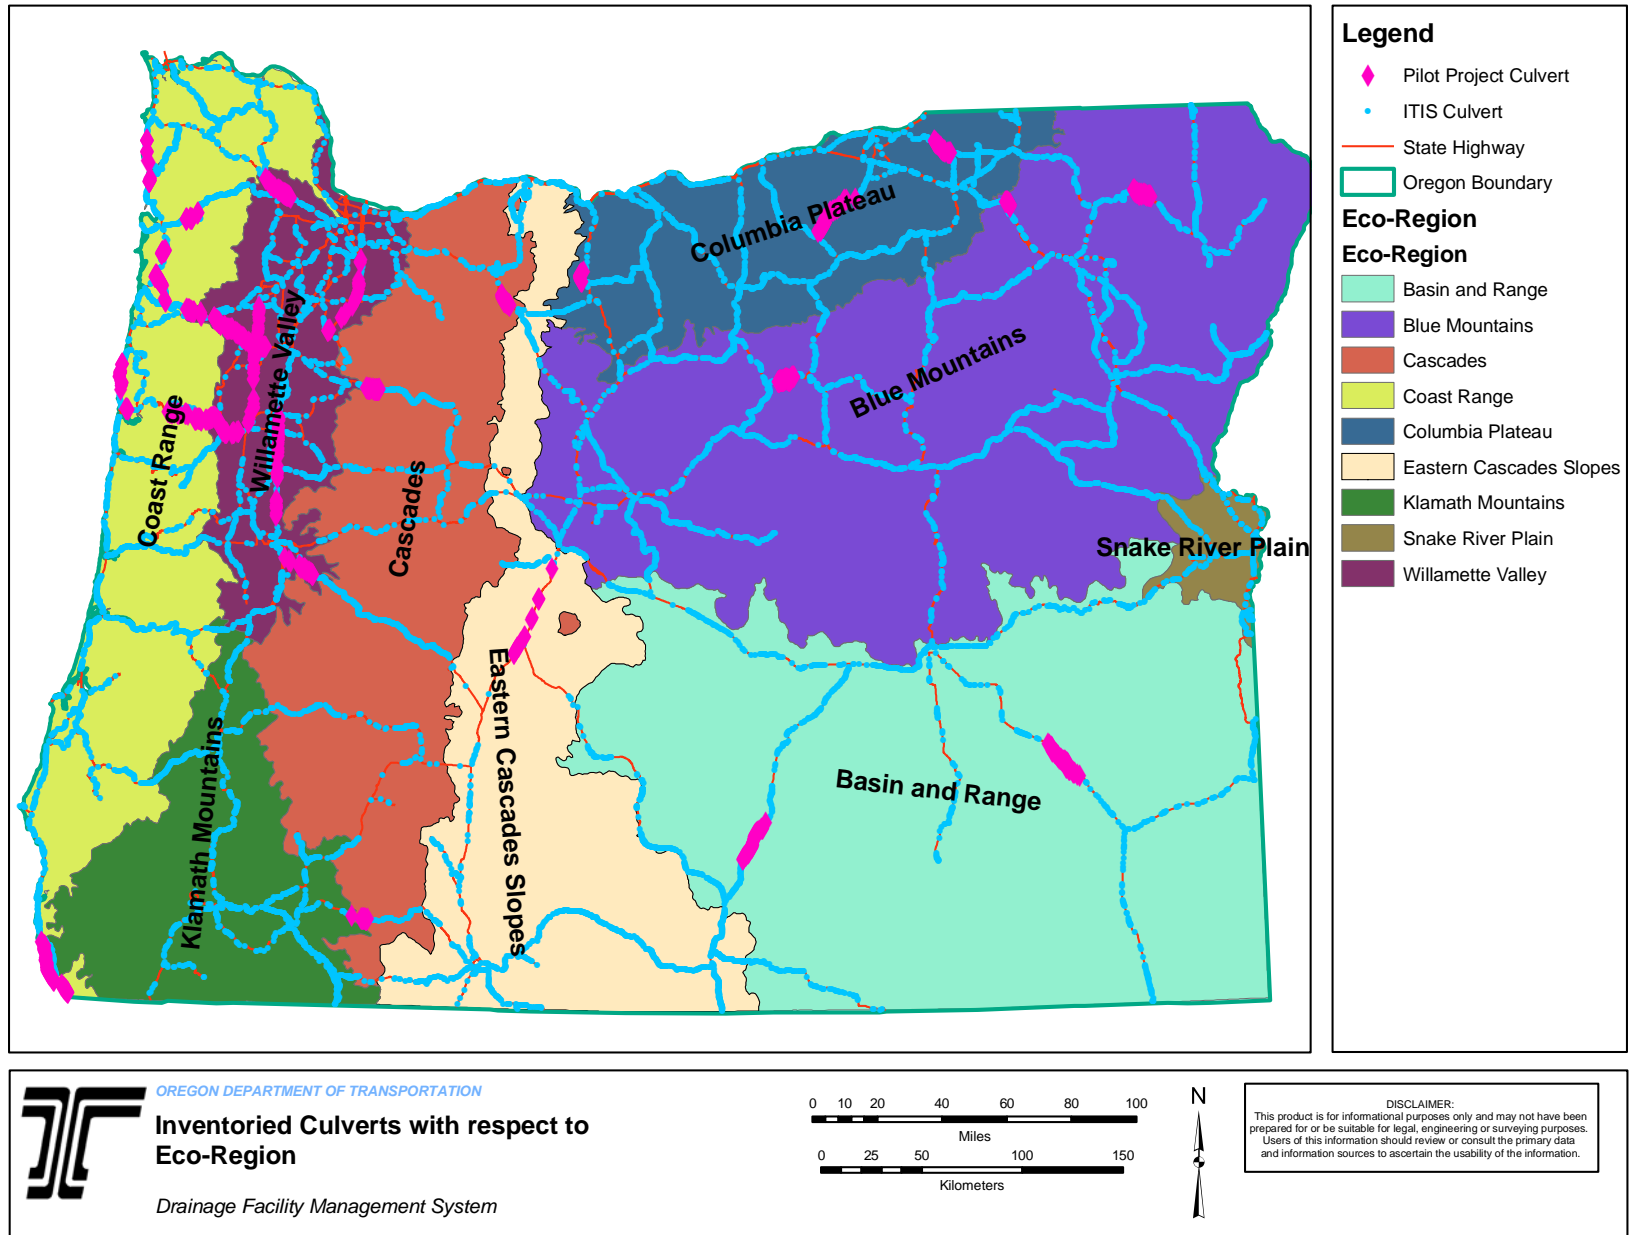 Columbia Plateau
Blue Mountains
Willamette Valley
Coast Range
Cascades
Snake River Plain
Eastern Cascades Slopes
Klamath Mountains
Basin and Range
Legend
Pilot Project Culvert
ITIS Culvert
State Highway
Oregon Boundary
Eco-Region
Eco-Region
Basin and Range
Blue Mountains
Cascades
Coast Range
Columbia Plateau
Eastern Cascades Slopes
Klamath Mountains
Snake River Plain
Willamette Valley
OREGON DEPARTMENT OF TRANSPORTATION
Inventoried Culverts with respect to
Eco-Region
Drainage Facility Management System
0 10 20 40 60 80 100
Miles
0 25 50 100 150
Kilometers
N
DISCLAIMER:
This product is for informational purposes only and may not have been
prepared for or be suitable for legal, engineering or surveying purposes.
Users of this information should review or consult the primary data
and information sources to ascertain the usability of the information.